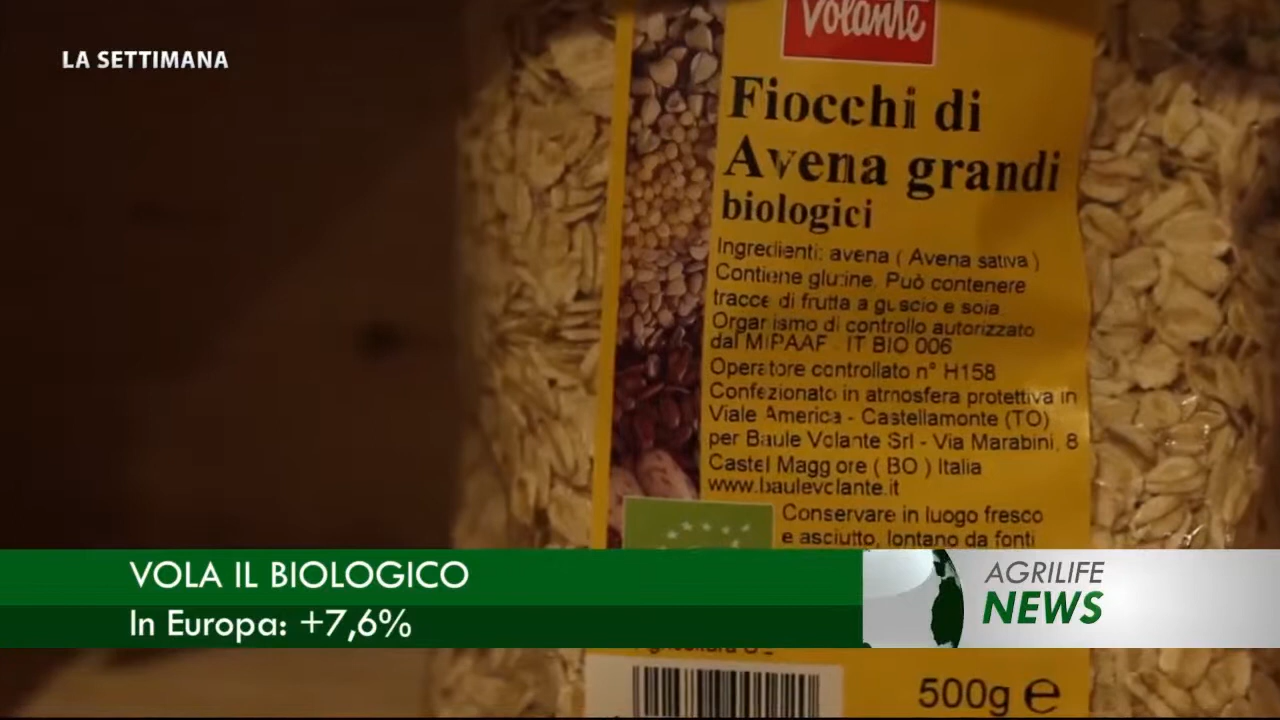 LA SETTIMANA
Volante
Fiocchi di
Avena grandi
biologici
Ingredienti: avena ( Avena sativa )
Contiene glutine. Può contenere
tracce di frutta a guscio e soia
Organismo di controllo autorizzato
dal MIPAAF IT BIO 006
Operatore controllato n° H158
Confezionato in atmosfera protettiva in
Viale America - Castellamonte (TO)
per Baule Volante Srl - Via Marabini, 8
Castel Maggiore ( BO ) Italia
www.baulevolante.it
Conservare in luogo fresco
e asciutto, lontano da fonti
VOLA IL BIOLOGICO
In Europa: +7,6%
AGRILIFE
NEWS
500g e